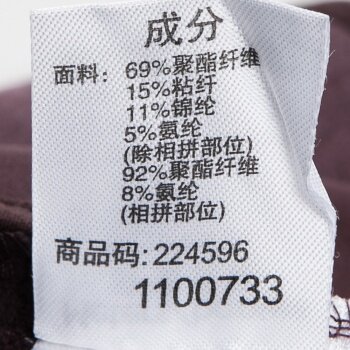 成分
面料：69%聚酯纤维
15%粘纤
11%锦纶
5%氨纶
(除相拼部位)
92%聚酯纤维
8%氨纶
(相拼部位)
商品码：224596
1100733